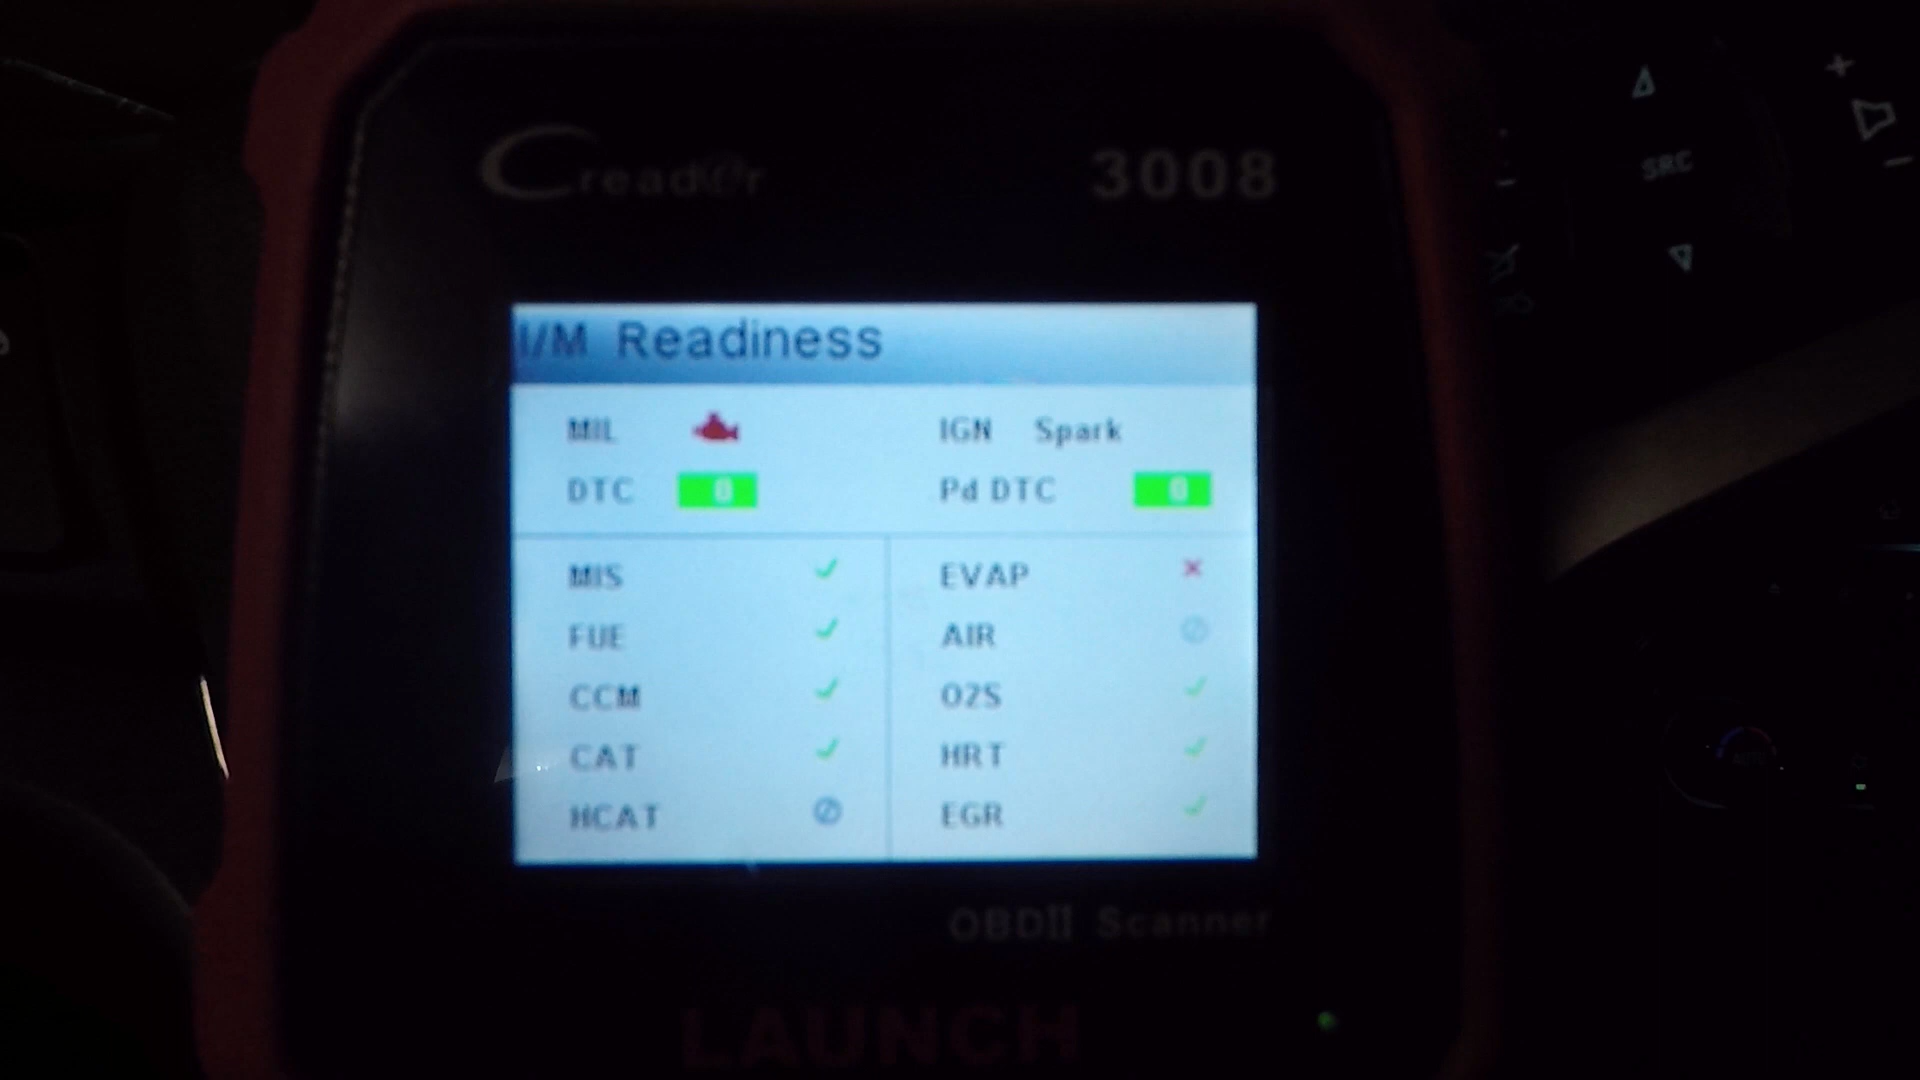 Creader 3008
I/M Readiness
MIL IGN Spark
DTC 0 Pd DTC 0
MIS EVAP
FUE AIR
CCM O2S
CAT HRT
HCAT EGR
OBDII Scanner
LAUNCH
+
SRC
-